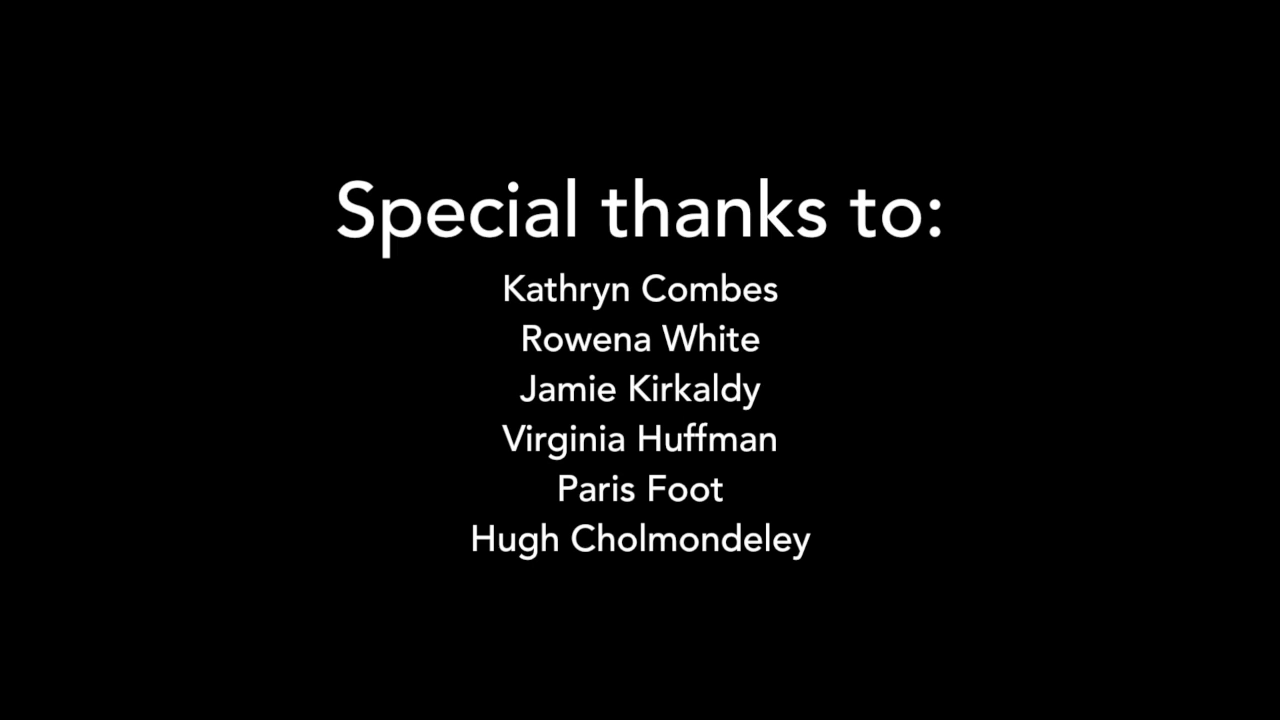 Special thanks to:
Kathryn Combes
Rowena White
Jamie Kirkaldy
Virginia Huffman
Paris Foot
Hugh Cholmondeley